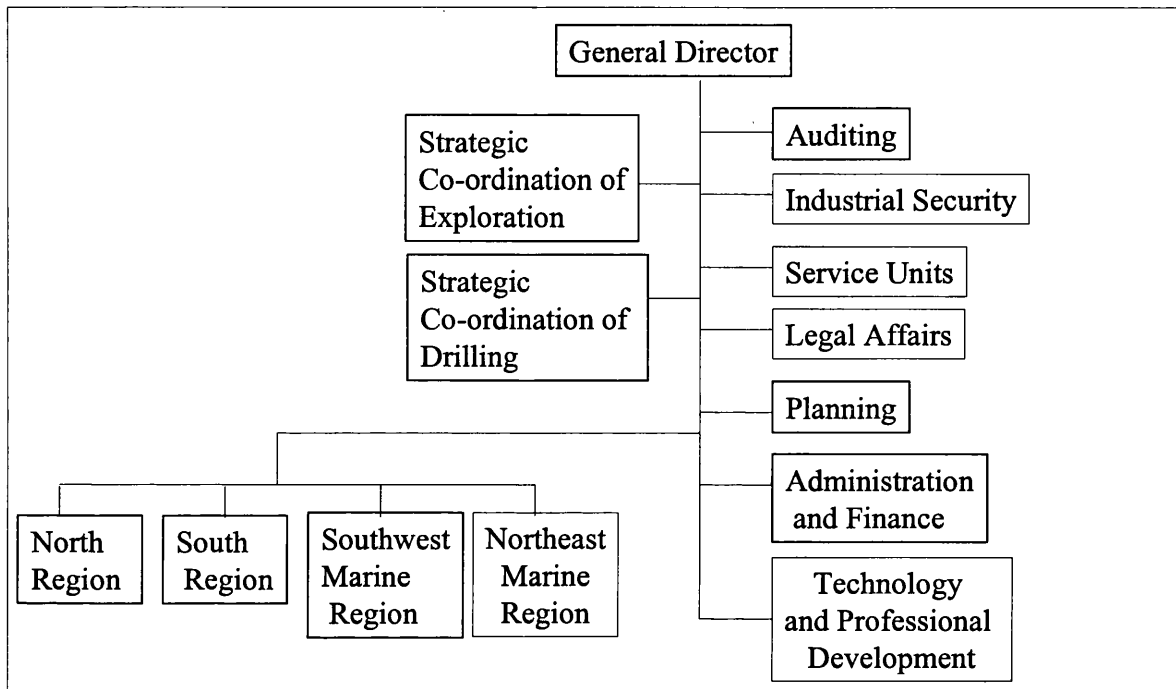 General Director
Strategic
Co-ordination of
Exploration
Strategic
Co-ordination of
Drilling
Auditing
Industrial Security
Service Units
Legal Affairs
Planning
Administration
and Finance
Technology
and Professional
Development
North
Region
South
Region
Southwest
Marine
Region
Northeast
Marine
Region